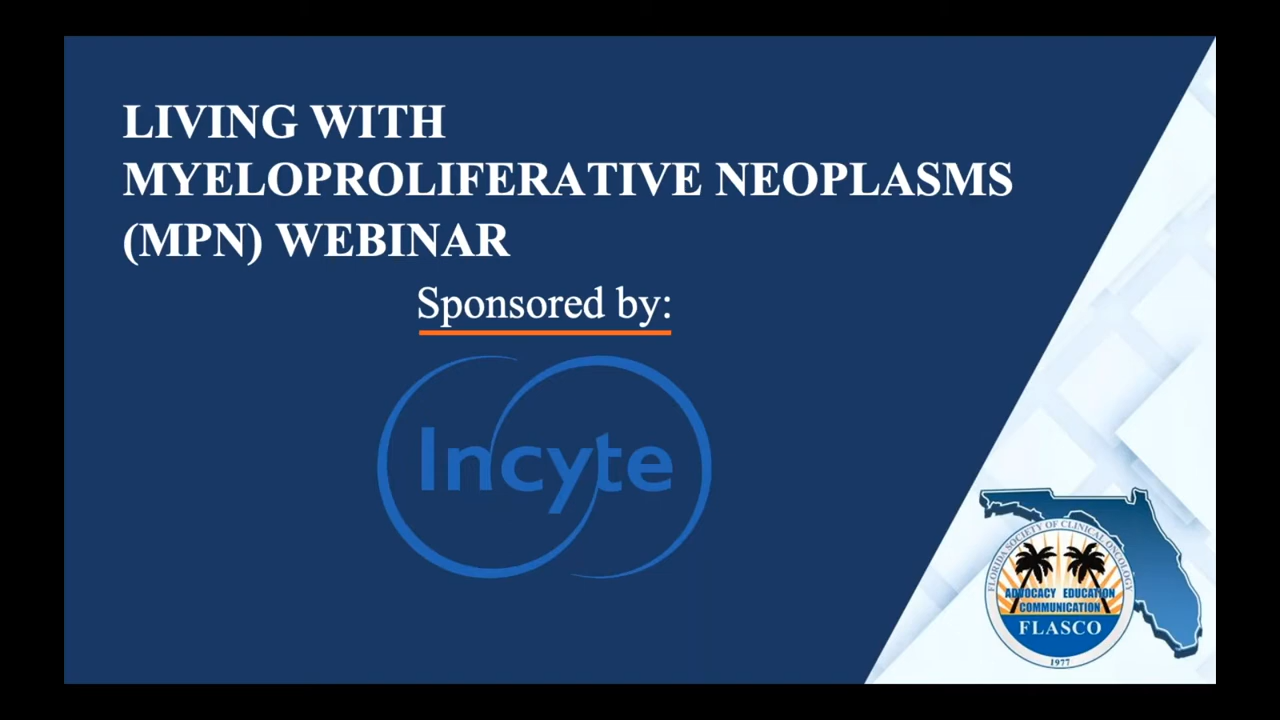 LIVING WITH
MYELOPROLIFERATIVE NEOPLASMS
(MPN) WEBINAR
Sponsored by:
Incyte
FLORIDA SOCIETY OF CLINICAL ONCOLOGY
ADVOCACY EDUCATION
COMMUNICATION
FLASCO
1977